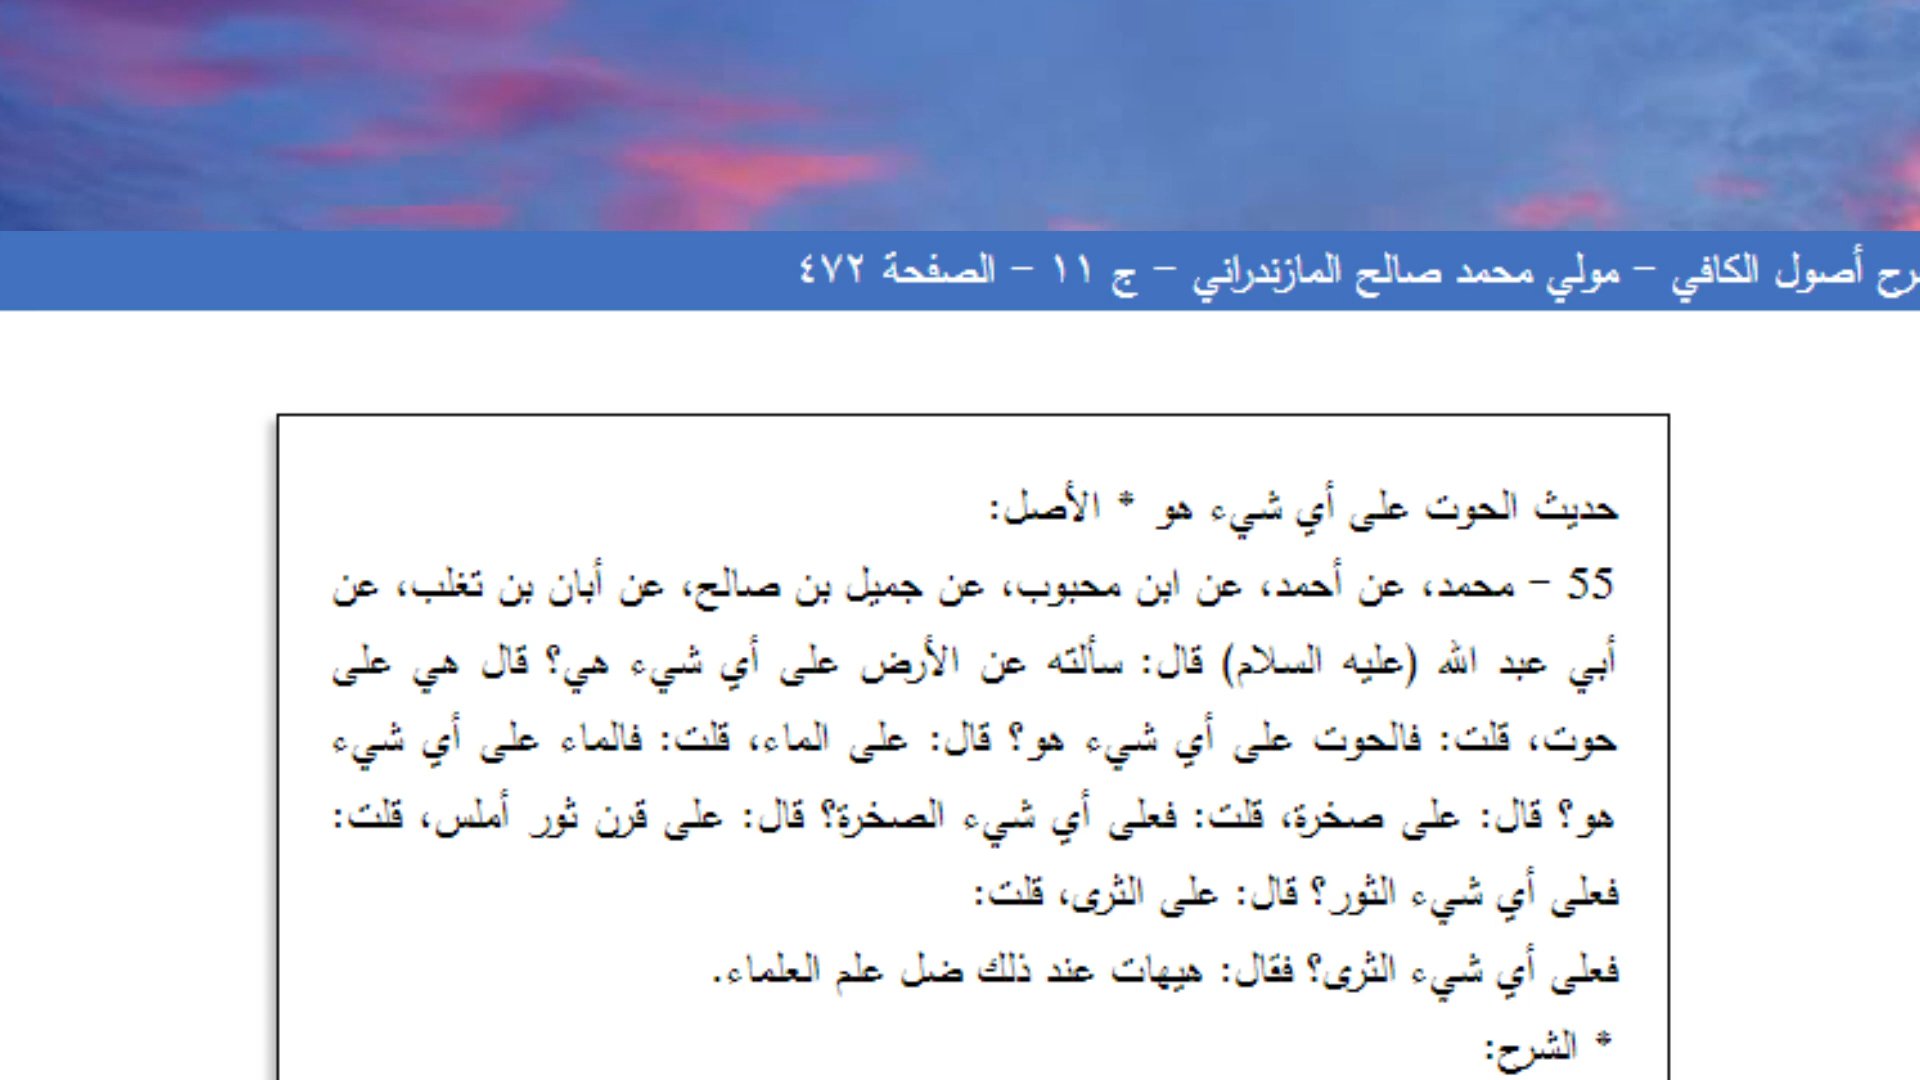 رح أصول الكافي – مولي محمد صالح المازندراني – ج ١١ – الصفحة ٤٧٢
حديث الحوت على أي شيء هو * الأصل:
55 – محمد، عن أحمد، عن ابن محبوب، عن جميل بن صالح، عن أبان بن تغلب، عن
أبي عبد الله (عليه السلام) قال: سألته عن الأرض على أي شيء هي؟ قال هي على
حوت، قلت: فالحوت على أي شيء هو؟ قال: على الماء، قلت: فالماء على أي شيء
هو؟ قال: على صخرة، قلت: فعلى أي شيء الصخرة؟ قال: على قرن ثور أملس، قلت:
فعلى أي شيء الثور؟ قال: على الثرى، قلت:
فعلى أي شيء الثرى؟ فقال: هيهات عند ذلك ضل علم العلماء.
* الشرح: